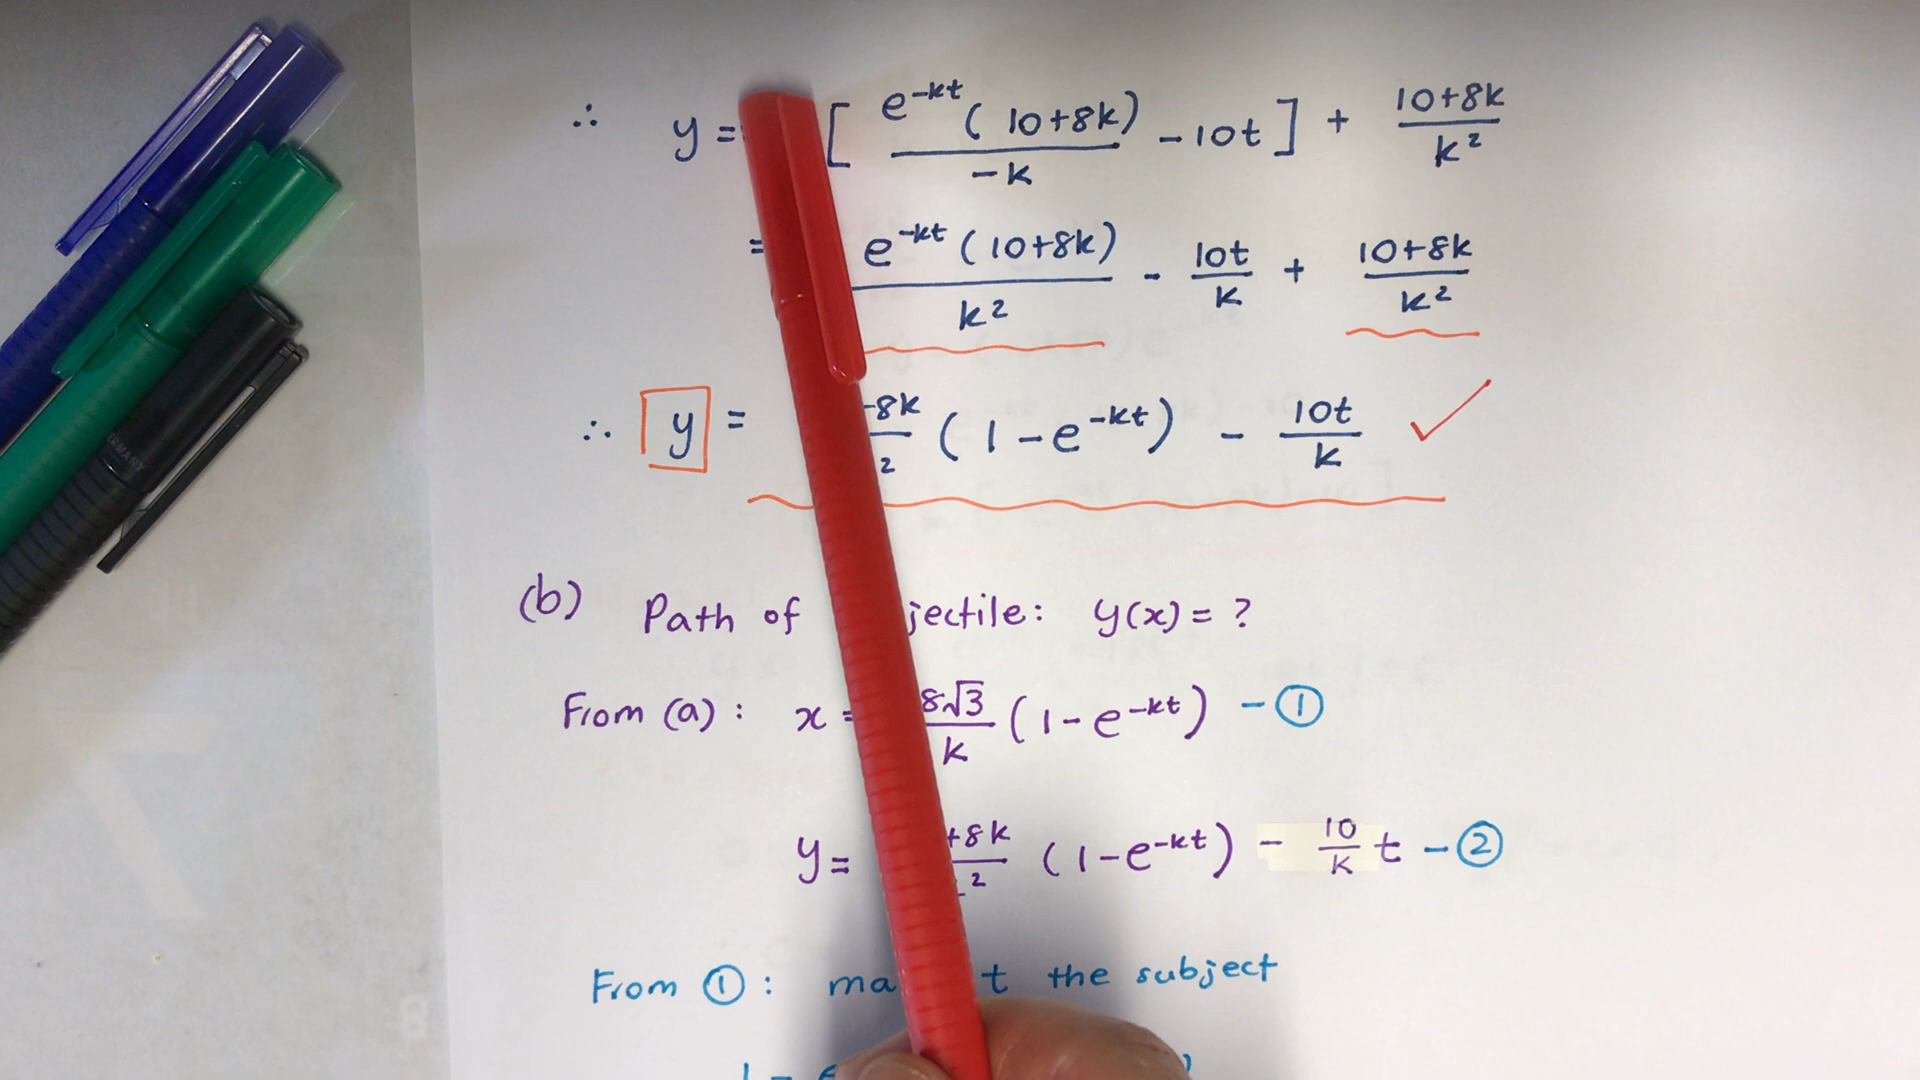 ∴ y = [ e^-kt (10+8k) / -k - 10t ] + 10+8k / k²
= e^-kt (10+8k) / k² - 10t / k + 10+8k / k²
∴ y = -8k / 2 (1 - e^-kt) - 10t / k ✓
(b) Path of jectile: y(x) = ?
From (a): x = 8√3 / k (1 - e^-kt) - ①
y = +8k / 2 (1 - e^-kt) - 10 / k t - ②
From ①: ma t the subject